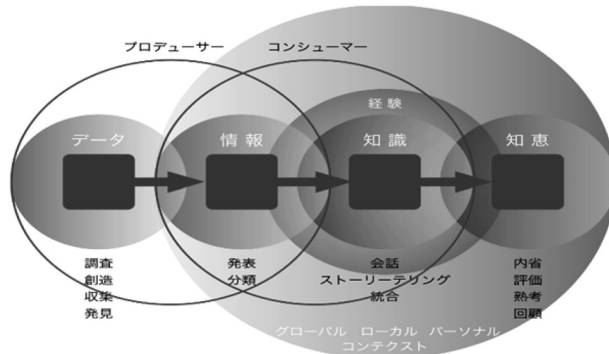 プロデューサー
コンシューマー
経験
データ
情報
知識
知恵
調査
創造
収集
発見
発表
分類
会話
ストーリーテリング
統合
内省
評価
熟考
回顧
グローバル ローカル パーソナル
コンテクスト